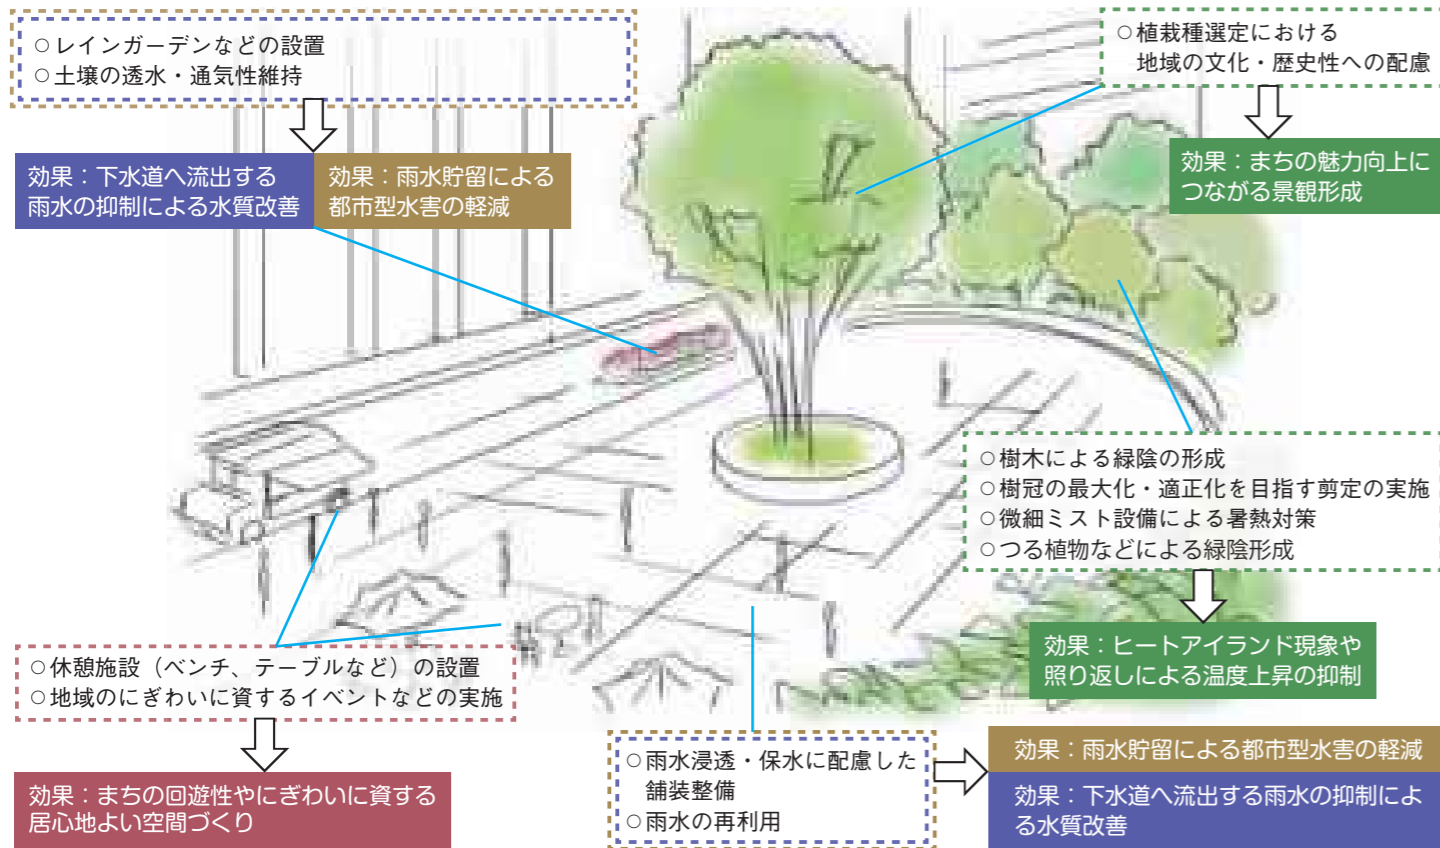 ○レインガーデンなどの設置
○土壌の透水・通気性維持
効果：下水道へ流出する
雨水の抑制による水質改善
効果：雨水貯留による
都市型水害の軽減
○植栽種選定における
地域の文化・歴史性への配慮
効果：まちの魅力向上に
つながる景観形成
○樹木による緑陰の形成
○樹冠の最大化・適正化を目指す剪定の実施
○微細ミスト設備による暑熱対策
○つる植物などによる緑陰形成
効果：ヒートアイランド現象や
照り返しによる温度上昇の抑制
○休憩施設（ベンチ、テーブルなど）の設置
○地域のにぎわいに資するイベントなどの実施
効果：まちの回遊性やにぎわいに資する
居心地よい空間づくり
○雨水浸透・保水に配慮した
舗装整備
○雨水の再利用
効果：雨水貯留による都市型水害の軽減
効果：下水道へ流出する雨水の抑制によ
る水質改善